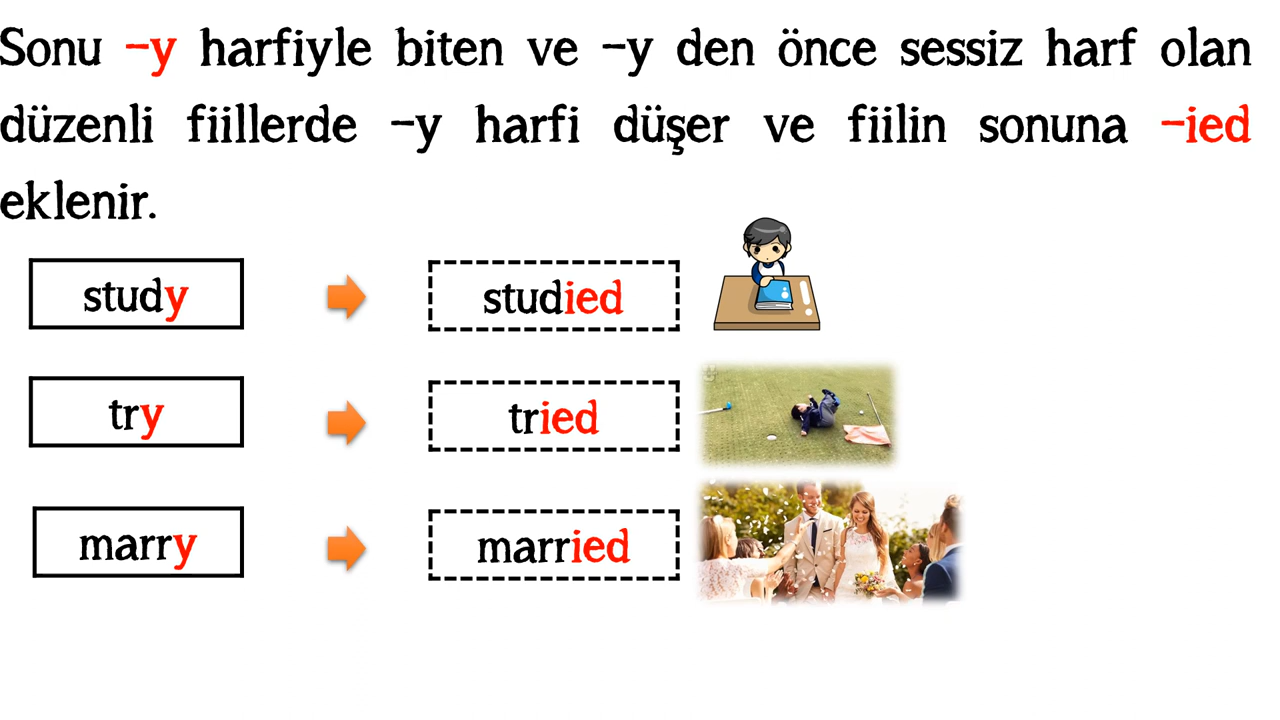 Sonu -y harfiyle biten ve -y den önce sessiz harf olan
düzenli fiillerde -y harfi düşer ve fiilin sonuna -ied
eklenir.
study studied
try tried
marry married